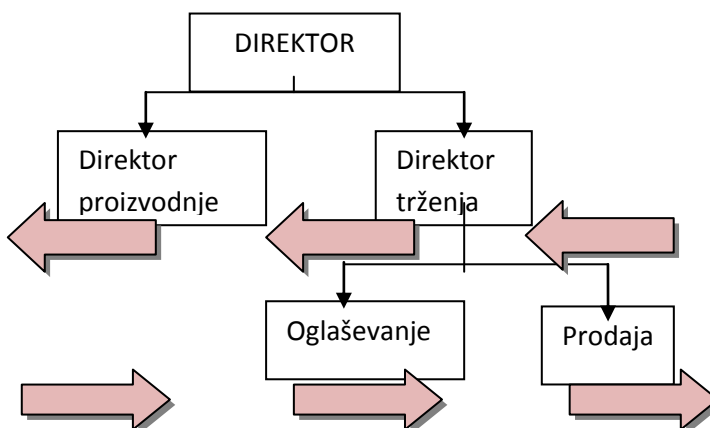 DIREKTOR
Direktor
proizvodnje
Direktor
trženja
Oglaševanje
Prodaja